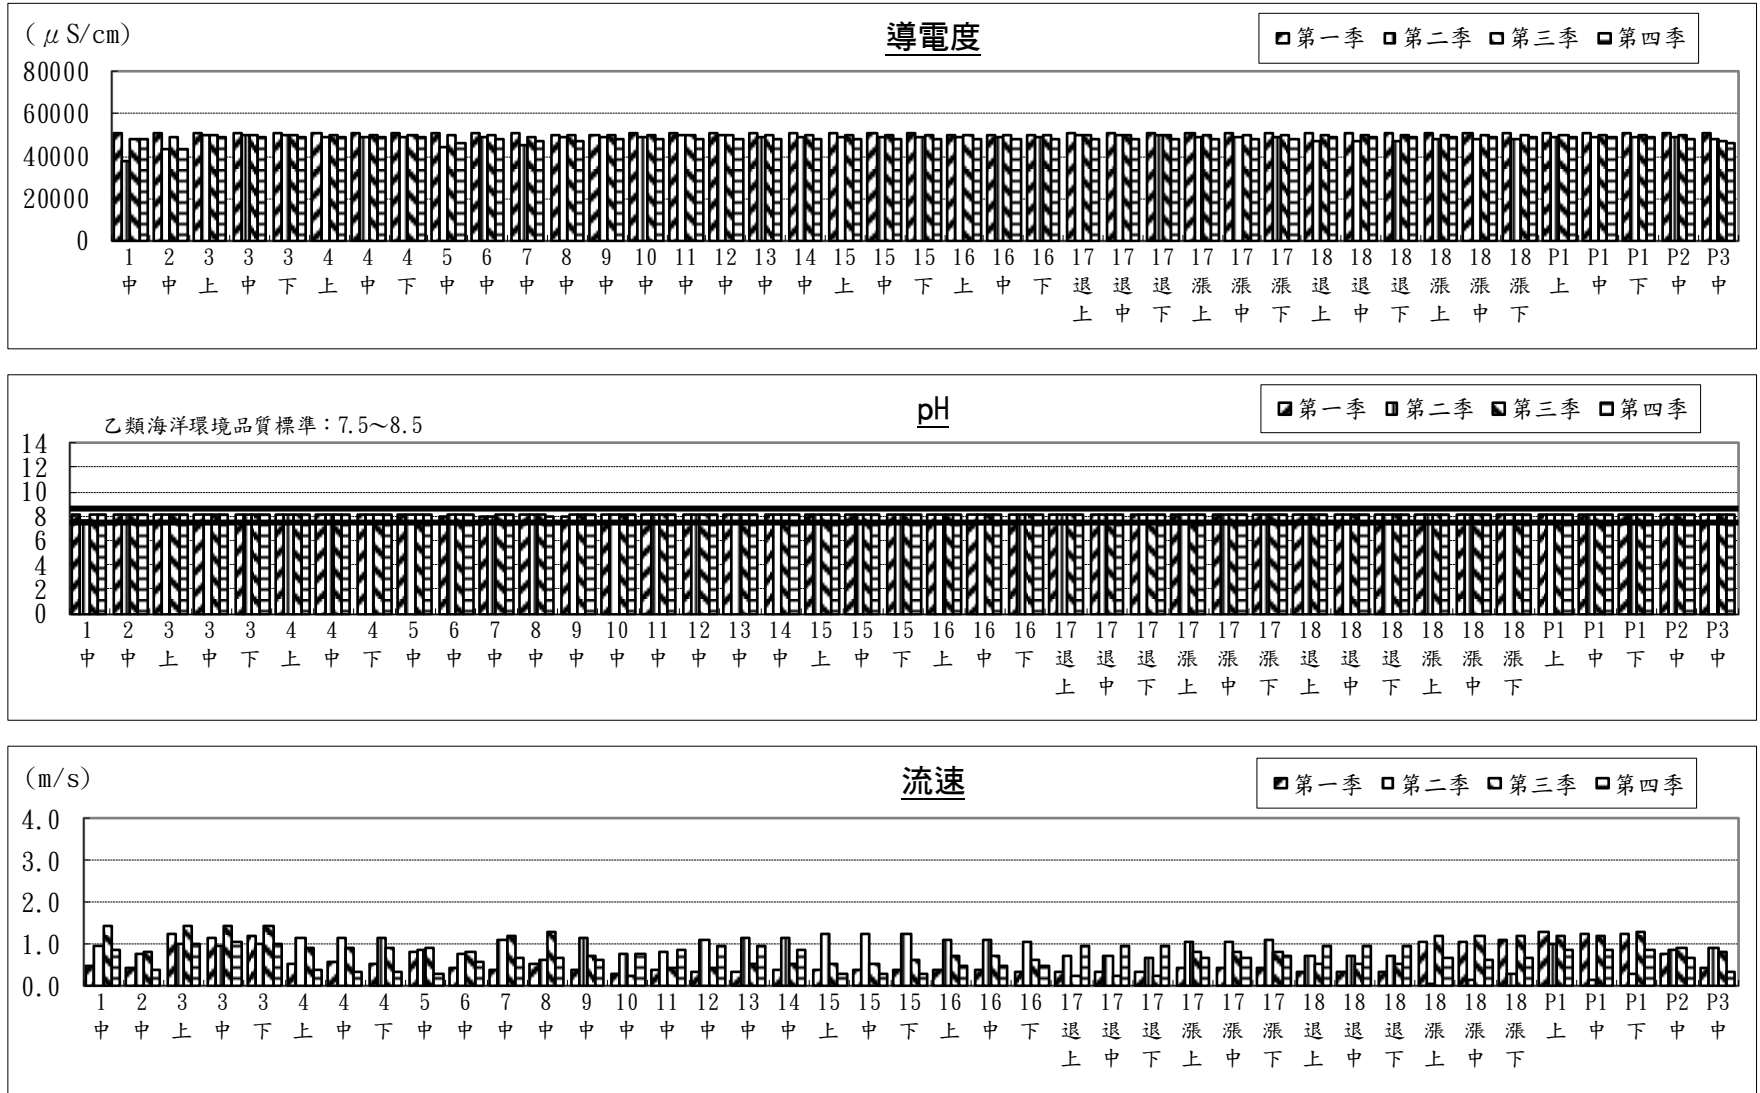 (μS/cm)
導電度
第一季 第二季 第三季 第四季
80000
60000
40000
20000
0
1 2 3 3 3 4 4 4 5 6 7 8 9 10 11 12 13 14 15 15 15 16 16 16 17 17 17 17 17 17 18 18 18 18 18 18 P1 P1 P1 P2 P3
中 中 上 中 下 上 中 下 中 中 中 中 中 中 中 中 中 中 上 中 下 上 中 下 退 退 退 漲 漲 漲 退 退 退 漲 漲 漲 上 中 下 中 中
上 中 下 上 中 下 上 中 下 上 中 下
pH
第一季 第二季 第三季 第四季
乙類海洋環境品質標準：7.5～8.5
14
12
10
8
6
4
2
0
1 2 3 3 3 4 4 4 5 6 7 8 9 10 11 12 13 14 15 15 15 16 16 16 17 17 17 17 17 17 18 18 18 18 18 18 P1 P1 P1 P2 P3
中 中 上 中 下 上 中 下 中 中 中 中 中 中 中 中 中 中 上 中 下 上 中 下 退 退 退 漲 漲 漲 退 退 退 漲 漲 漲 上 中 下 中 中
上 中 下 上 中 下 上 中 下 上 中 下
(m/s)
流速
第一季 第二季 第三季 第四季
4.0
3.0
2.0
1.0
0.0
1 2 3 3 3 4 4 4 5 6 7 8 9 10 11 12 13 14 15 15 15 16 16 16 17 17 17 17 17 17 18 18 18 18 18 18 P1 P1 P1 P2 P3
中 中 上 中 下 上 中 下 中 中 中 中 中 中 中 中 中 中 上 中 下 上 中 下 退 退 退 漲 漲 漲 退 退 退 漲 漲 漲 上 中 下 中 中
上 中 下 上 中 下 上 中 下 上 中 下